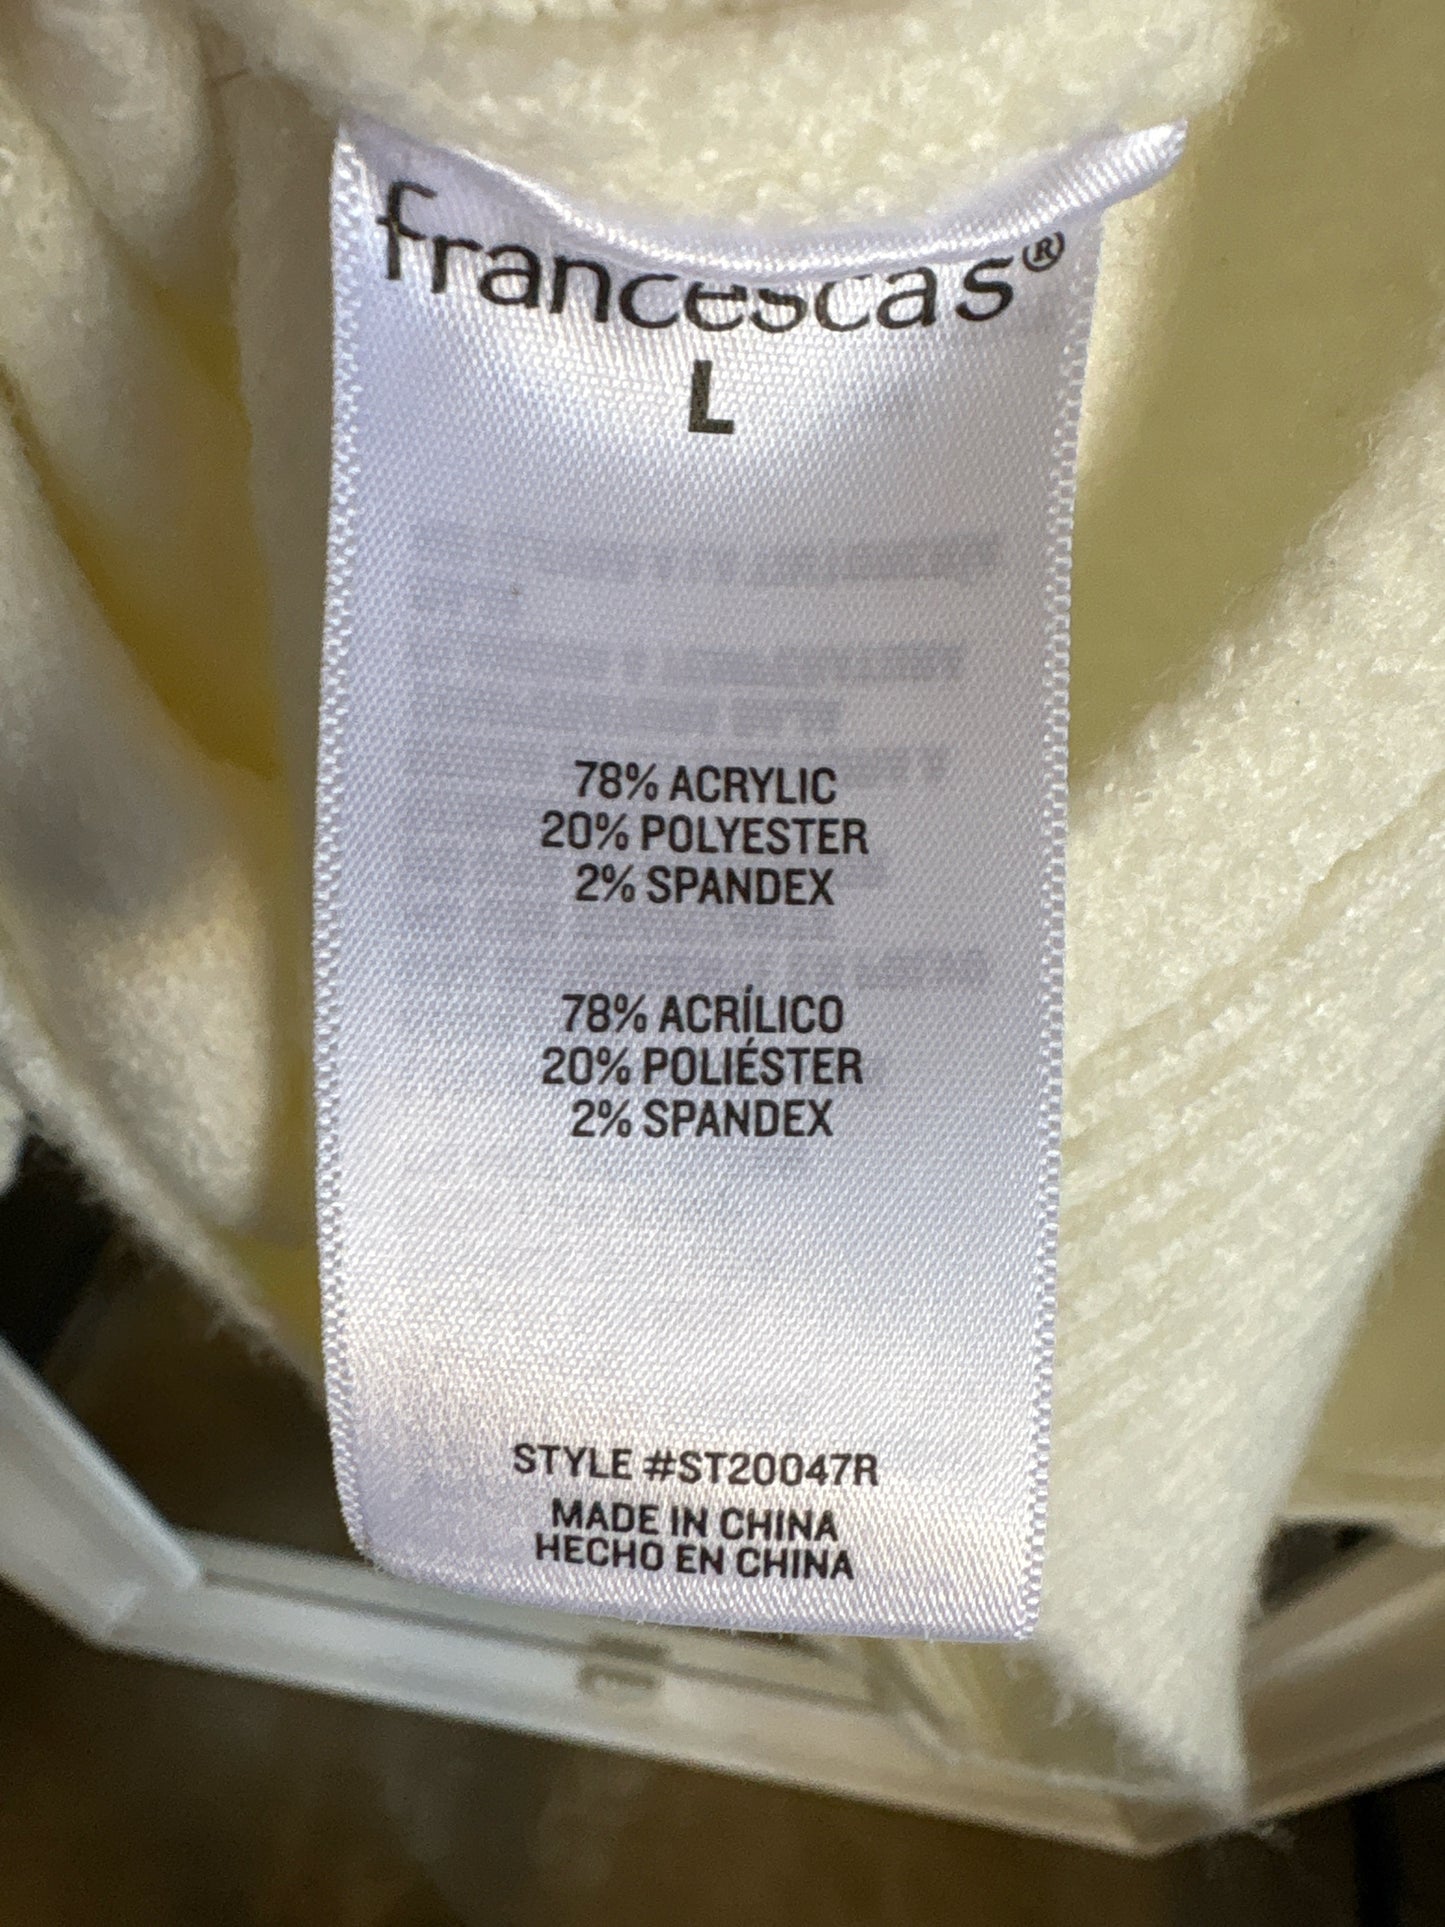 francescas®
L
78% ACRYLIC
20% POLYESTER
2% SPANDEX
78% ACRÍLICO
20% POLIÉSTER
2% SPANDEX
STYLE #ST20047R
MADE IN CHINA
HECHO EN CHINA